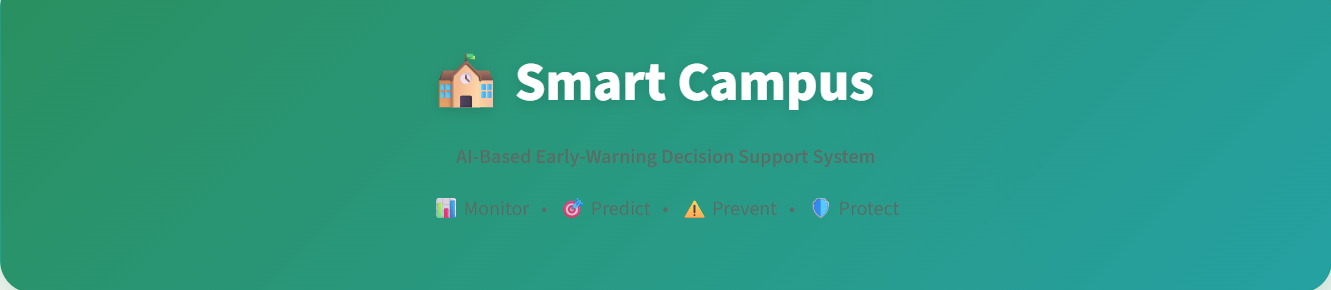 Smart Campus
AI-Based Early-Warning Decision Support System
Monitor • Predict • Prevent • Protect